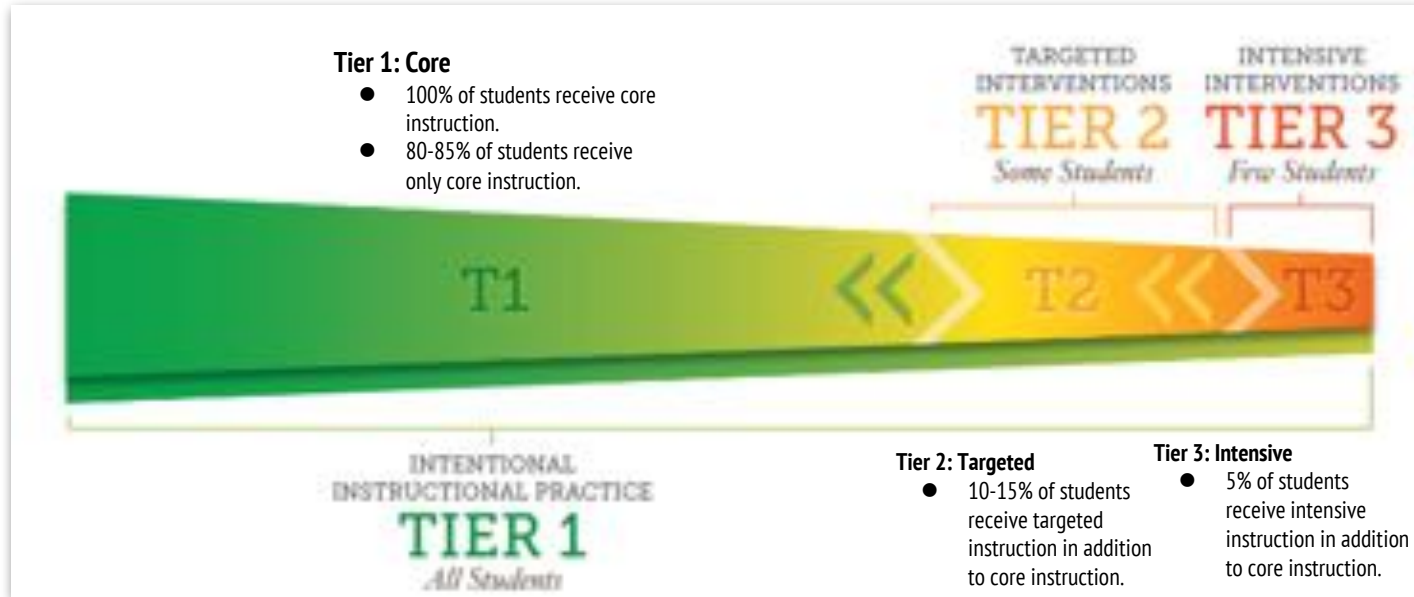 Tier 1: Core
● 100% of students receive core
instruction.
● 80-85% of students receive
only core instruction.
TARGETED
INTERVENTIONS
TIER 2
Some Students
INTENSIVE
INTERVENTIONS
TIER 3
Few Students
T1
T2
T3
INTENTIONAL
INSTRUCTIONAL PRACTICE
TIER 1
All Students
Tier 2: Targeted
● 10-15% of students
receive targeted
instruction in addition
to core instruction.
Tier 3: Intensive
● 5% of students
receive intensive
instruction in addition
to core instruction.